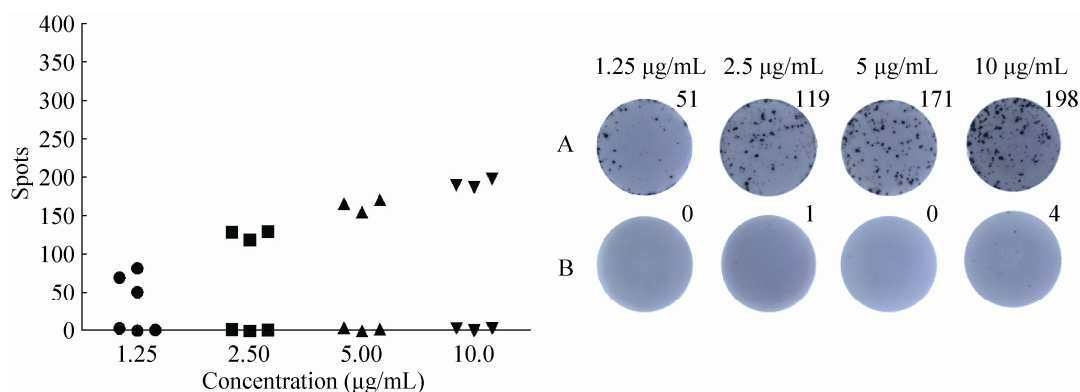 400
350
300
250
200
150
100
50
0
Spots
1.25 2.50 5.00 10.0
Concentration (μg/mL)
1.25 μg/mL 2.5 μg/mL 5 μg/mL 10 μg/mL
51 119 171 198
A
0 1 0 4
B